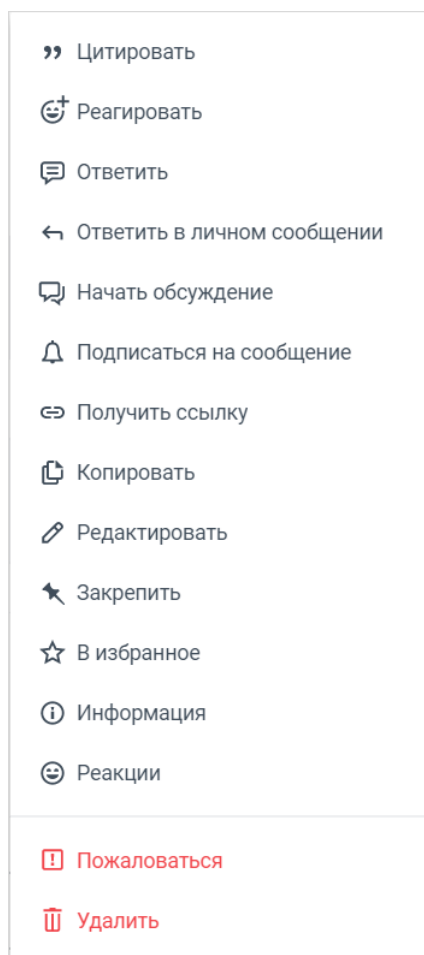 Цитировать
Реагировать
Ответить
Ответить в личном сообщении
Начать обсуждение
Подписаться на сообщение
Получить ссылку
Копировать
Редактировать
Закрепить
В избранное
Информация
Реакции
Пожаловаться
Удалить